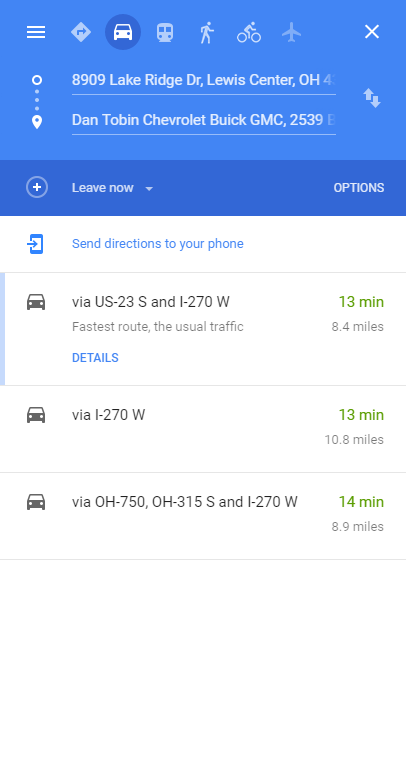 8909 Lake Ridge Dr, Lewis Center, OH
Dan Tobin Chevrolet Buick GMC, 2539
Leave now
OPTIONS
Send directions to your phone
via US-23 S and I-270 W
13 min
Fastest route, the usual traffic
8.4 miles
DETAILS
via I-270 W
13 min
10.8 miles
via OH-750, OH-315 S and I-270 W
14 min
8.9 miles